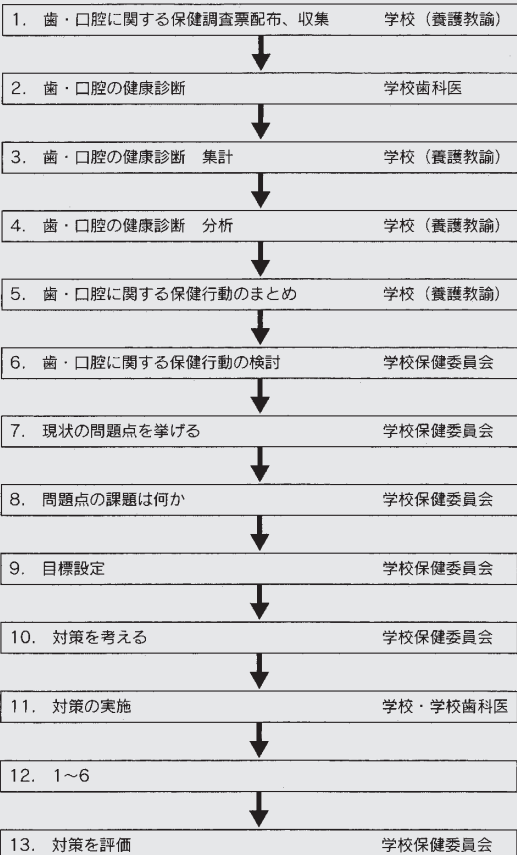 1. 歯・口腔に関する保健調査票配布、収集 学校（養護教諭）
2. 歯・口腔の健康診断 学校歯科医
3. 歯・口腔の健康診断 集計 学校（養護教諭）
4. 歯・口腔の健康診断 分析 学校（養護教諭）
5. 歯・口腔に関する保健行動のまとめ 学校（養護教諭）
6. 歯・口腔に関する保健行動の検討 学校保健委員会
7. 現状の問題点を挙げる 学校保健委員会
8. 問題点の課題は何か 学校保健委員会
9. 目標設定 学校保健委員会
10. 対策を考える 学校保健委員会
11. 対策の実施 学校・学校歯科医
12. 1～6
13. 対策を評価 学校保健委員会